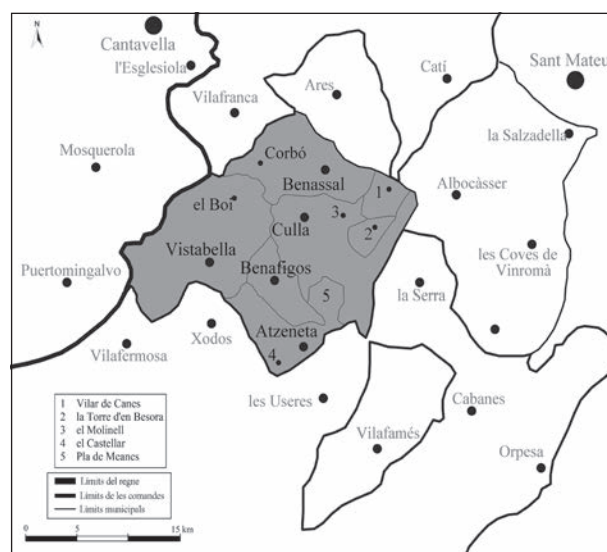 N
Cantavella
l'Esglesiola
Vilafranca
Ares
Catí
Sant Mateu
la Salzadella
Mosquerola
Corbó
Benassal
Albocàsser
el Boi
Culla
3
1
2
Vistabella
Benafigos
les Coves de
Vinromà
Puertomingalvo
la Serra
5
Xodos
Atzeneta
Vilafermosa
4
les Useres
Cabanes
Vilafamés
Orpesa
1 Vilar de Canes
2 la Torre d'en Besora
3 el Molinell
4 el Castellar
5 Pla de Meanes
Límits del regne
Límits de les comandes
Límits municipals
0 5 15 km